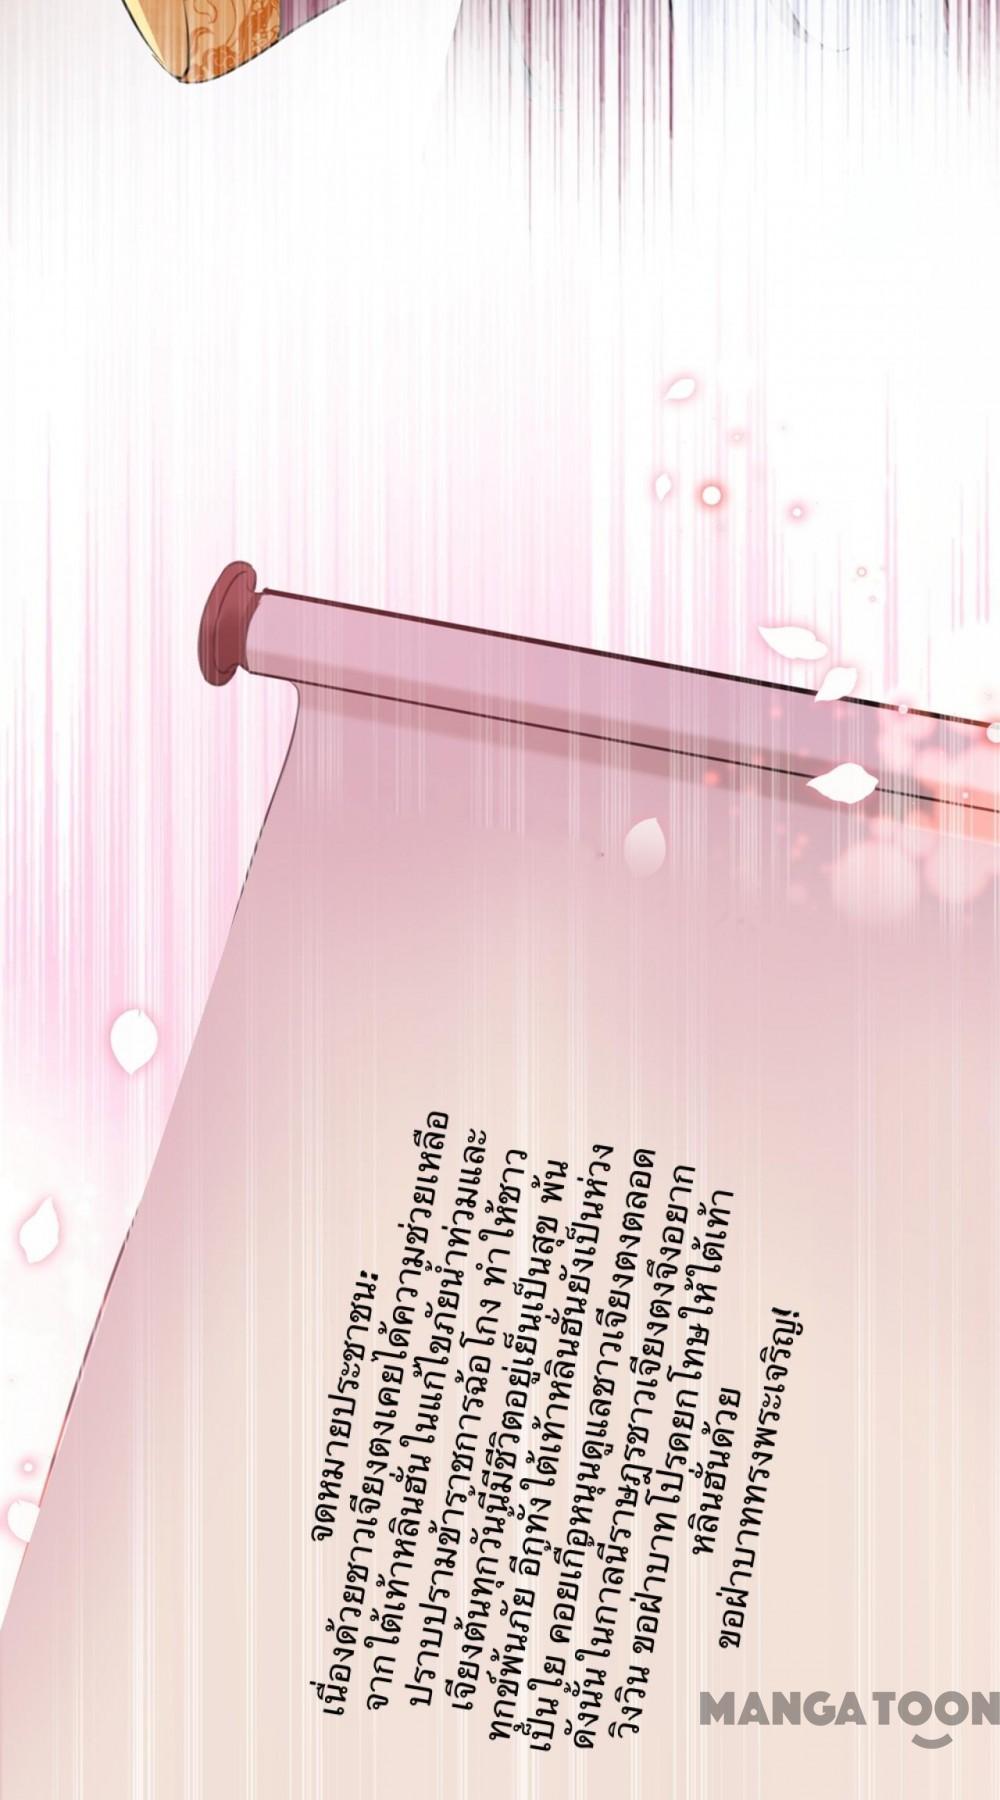 จดหมายประชาชน:
เนื่องด้วยชาวเจียงตงเคยได้ความช่วยเหลือ
จากใต้เท้าหลินฮั่นในแก้ไขภัยน้ำท่วมและ
ปราบปรามข้าราชการฉ้อโกง ทำให้ชาว
เจียงต้นทุกวันนี้มีชีวิตอยู่เย็นเป็นสุข พ้น
ทุกข์พ้นภัย อีกทั้งใต้เท้าหลินฮั่นยังเป็นห่วง
เป็นใย คอยเกื้อหนุนดูแลชาวเจียงตงตลอด
ดังนั้นในกาลนี้ราษฎรชาวเจียงตงจึงอยาก
วิงวิน ขอฝ่าบาทโปรดยกโทษให้ใต้เท้า
หลินฮั่นด้วย
ขอฝ่าบาททรงพระเจริญ!
MANGATOON